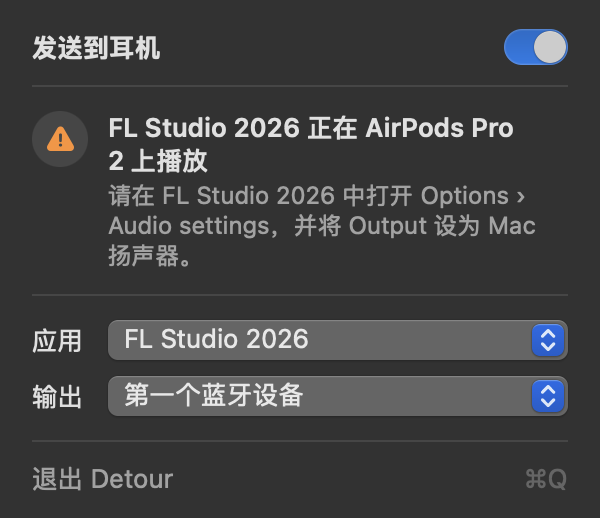 发送到耳机
FL Studio 2026 正在 AirPods Pro
2 上播放
请在 FL Studio 2026 中打开 Options ›
Audio settings，并将 Output 设为 Mac
扬声器。
应用 FL Studio 2026
输出 第一个蓝牙设备
退出 Detour ⌘Q